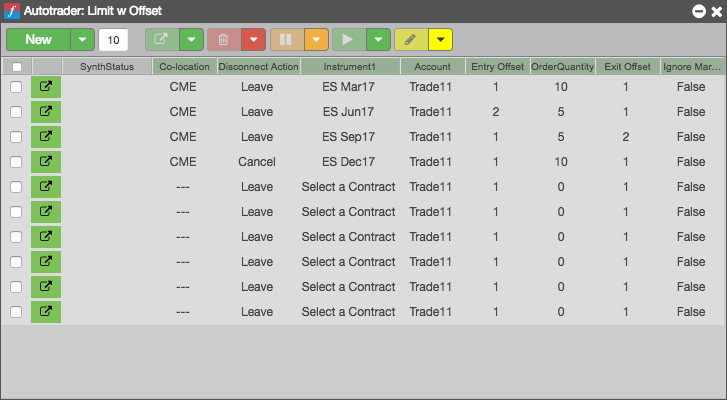 Autotrader: Limit w Offset
New 10
SynthStatus Co-location Disconnect Action Instrument1 Account Entry Offset OrderQuantity Exit Offset Ignore Mar...
CME Leave ES Mar17 Trade11 1 10 1 False
CME Leave ES Jun17 Trade11 2 5 1 False
CME Leave ES Sep17 Trade11 1 5 2 False
CME Cancel ES Dec17 Trade11 1 10 1 False
--- Leave Select a Contract Trade11 1 0 1 False
--- Leave Select a Contract Trade11 1 0 1 False
--- Leave Select a Contract Trade11 1 0 1 False
--- Leave Select a Contract Trade11 1 0 1 False
--- Leave Select a Contract Trade11 1 0 1 False
--- Leave Select a Contract Trade11 1 0 1 False